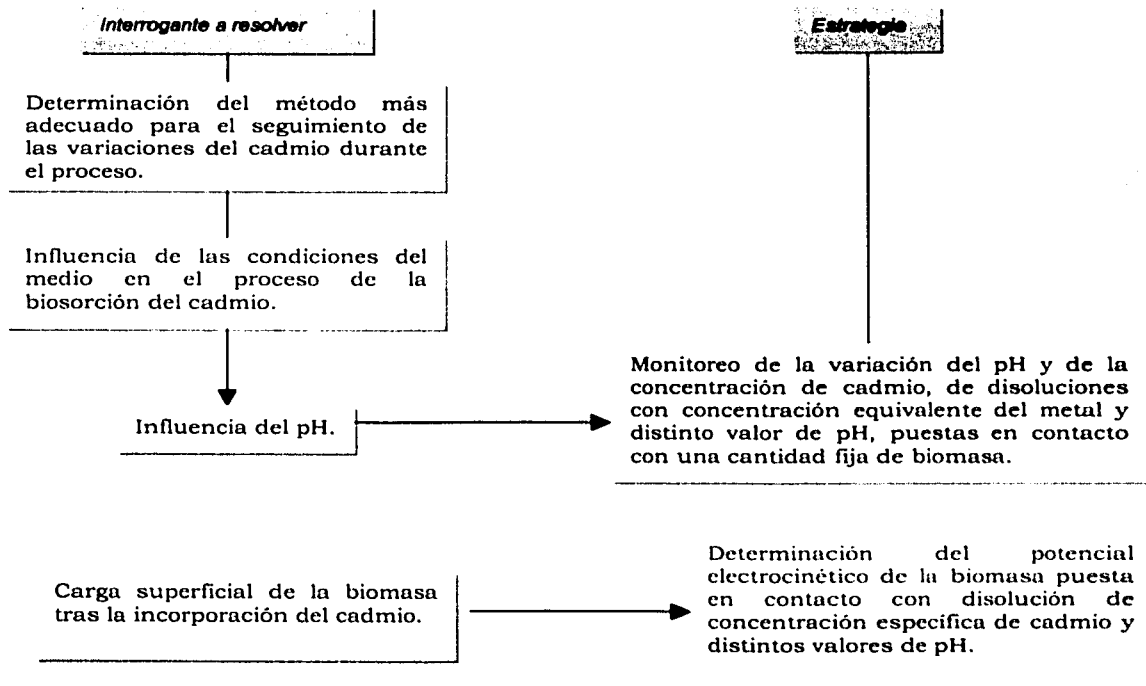 Interrogante a resolver
Estrategia
Determinación del método más
adecuado para el seguimiento de
las variaciones del cadmio durante
el proceso.
Influencia de las condiciones del
medio en el proceso de la
biosorción del cadmio.
Influencia del pH.
Monitoreo de la variación del pH y de la
concentración de cadmio, de disoluciones
con concentración equivalente del metal y
distinto valor de pH, puestas en contacto
con una cantidad fija de biomasa.
Carga superficial de la biomasa
tras la incorporación del cadmio.
Determinación del potencial
electrocinético de la biomasa puesta
en contacto con disolución de
concentración específica de cadmio y
distintos valores de pH.